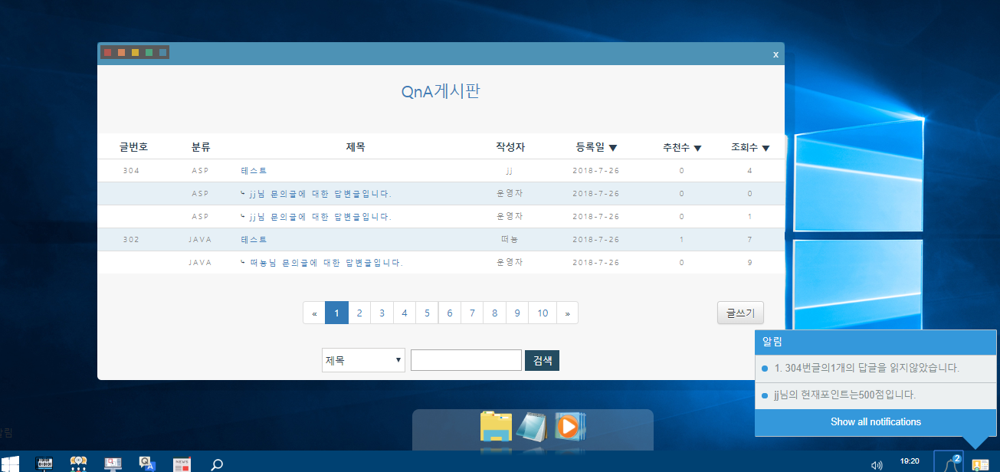 x
QnA게시판
글번호 분류 제목 작성자 등록일 ▼ 추천수 ▼ 조회수 ▼
304 ASP 테스트 jj 2018-7-26 0 4
ASP ↳ jj님 문의글에 대한 답변글입니다. 운영자 2018-7-26 0 0
ASP ↳ jj님 문의글에 대한 답변글입니다. 운영자 2018-7-26 0 1
302 JAVA 테스트 떠능 2018-7-26 1 7
JAVA ↳ 떠능님 문의글에 대한 답변글입니다. 운영자 2018-7-26 0 9
« 1 2 3 4 5 6 7 8 9 10 »
글쓰기
제목 ▼ 검색
알림
1. 304번글의1개의 답글을 읽지않았습니다.
jj님의 현재포인트는500점입니다.
Show all notifications
알림
Q A
NEWS
19:20
2